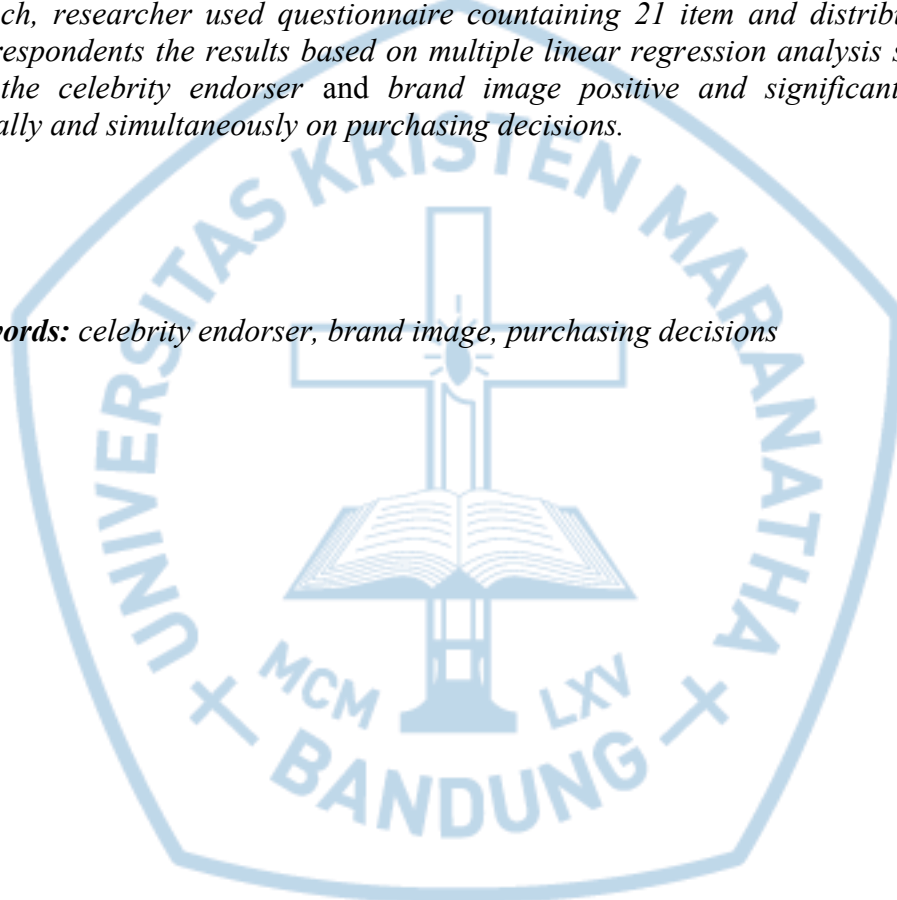 ch, researcher used questionnaire countaining 21 item and distribu
respondents the results based on multiple linear regression analysis s
the celebrity endorser and brand image positive and significant
ally and simultaneously on purchasing decisions.
UNIVERSITAS KRISTEN MARANATHA
words: celebrity endorser, brand image, purchasing decisions
MCM LXV
BANDUNG